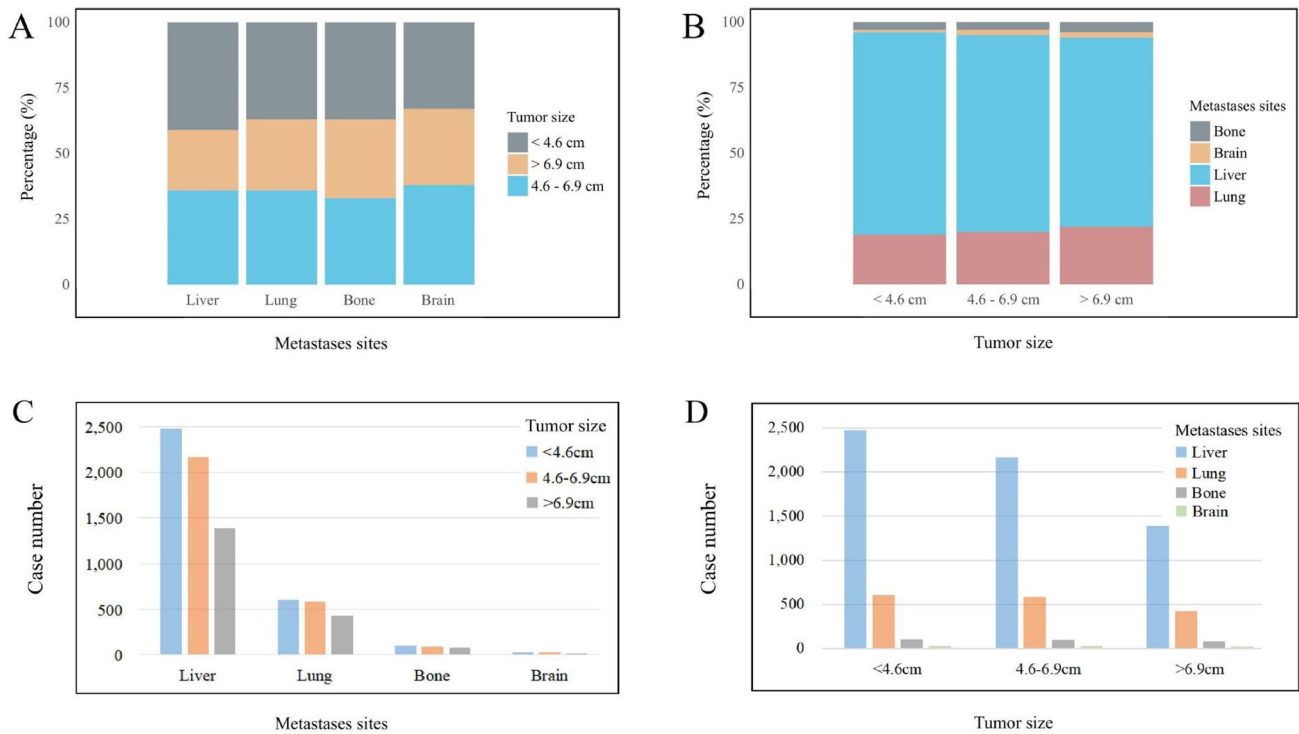 A
Percentage (%)
100
75
50
25
0
Liver Lung Bone Brain
Metastases sites
Tumor size
< 4.6 cm
> 6.9 cm
4.6 - 6.9 cm
B
Percentage (%)
100
75
50
25
0
< 4.6 cm 4.6 - 6.9 cm > 6.9 cm
Tumor size
Metastases sites
Bone
Brain
Liver
Lung
C
Case number
2,500
2,000
1,500
1,000
500
0
Liver Lung Bone Brain
Metastases sites
Tumor size
<4.6cm
4.6-6.9cm
>6.9cm
D
Case number
2,500
2,000
1,500
1,000
500
0
<4.6cm 4.6-6.9cm >6.9cm
Tumor size
Metastases sites
Liver
Lung
Bone
Brain